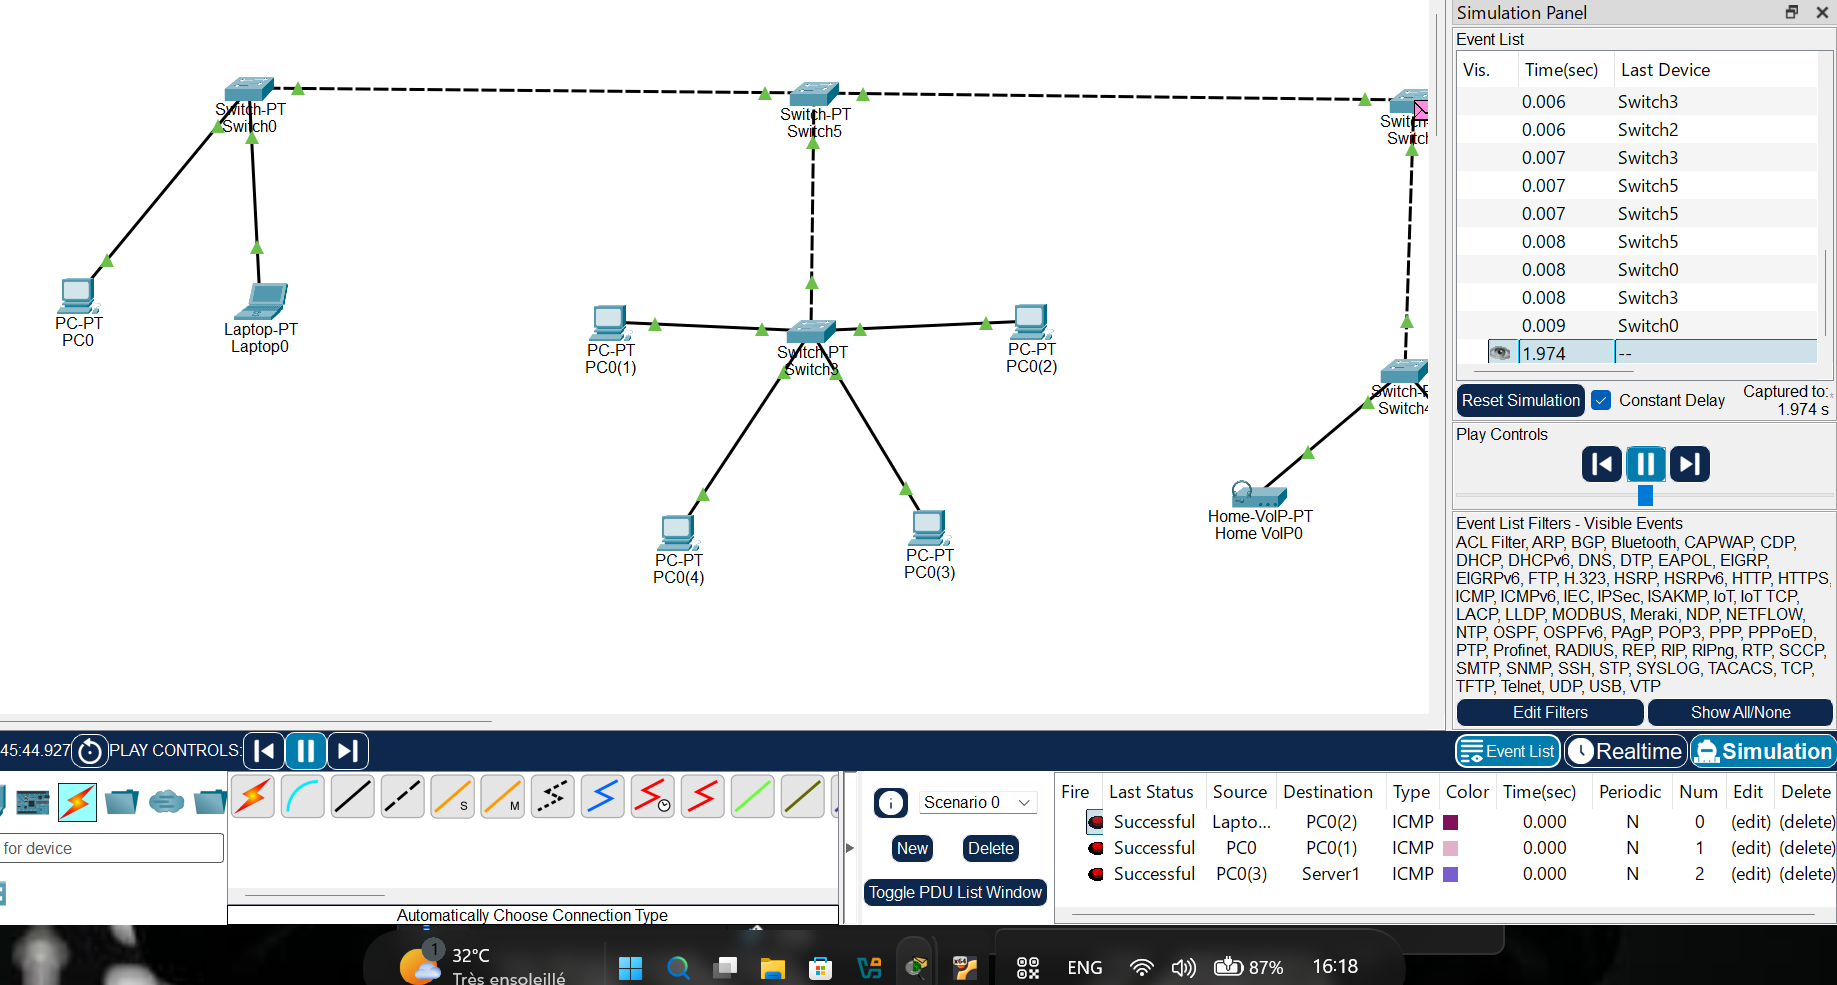 Simulation Panel
Event List
Vis. Time(sec) Last Device
0.006 Switch3
0.006 Switch2
0.007 Switch3
0.007 Switch5
0.007 Switch5
0.008 Switch5
0.008 Switch0
0.008 Switch3
0.009 Switch0
1.974 --
Reset Simulation Constant Delay Captured to:
1.974 s
Play Controls
Event List Filters - Visible Events
ACL Filter, ARP, BGP, Bluetooth, CAPWAP, CDP,
DHCP, DHCPv6, DNS, DTP, EAPOL, EIGRP,
EIGRPv6, FTP, H.323, HSRP, HSRPv6, HTTP, HTTPS,
ICMP, ICMPv6, IEC, IPSec, ISAKMP, IoT, IoT TCP,
LACP, LLDP, MODBUS, Meraki, NDP, NETFLOW,
NTP, OSPF, OSPFv6, PAgP, POP3, PPP, PPPoED,
PTP, Profinet, RADIUS, REP, RIP, RIPng, RTP, SCCP,
SMTP, SNMP, SSH, STP, SYSLOG, TACACS, TCP,
TFTP, Telnet, UDP, USB, VTP
Edit Filters Show All/None
Switch-PT
Switch0
Switch-PT
Switch5
Switch-
Switch
PC-PT
PC0
Laptop-PT
Laptop0
PC-PT
PC0(1)
Switch-PT
Switch3
PC-PT
PC0(2)
Switch-P
Switch4
PC-PT
PC0(4)
PC-PT
PC0(3)
Home-VoIP-PT
Home VoIP0
45:44.927 PLAY CONTROLS:
Event List Realtime Simulation
S M
for device
Automatically Choose Connection Type
Scenario 0
New Delete
Toggle PDU List Window
Fire Last Status Source Destination Type Color Time(sec) Periodic Num Edit Delete
Successful Lapto... PC0(2) ICMP 0.000 N 0 (edit) (delete)
Successful PC0 PC0(1) ICMP 0.000 N 1 (edit) (delete)
Successful PC0(3) Server1 ICMP 0.000 N 2 (edit) (delete)
1 32°C
Très ensoleillé
x64
ENG 87% 16:18